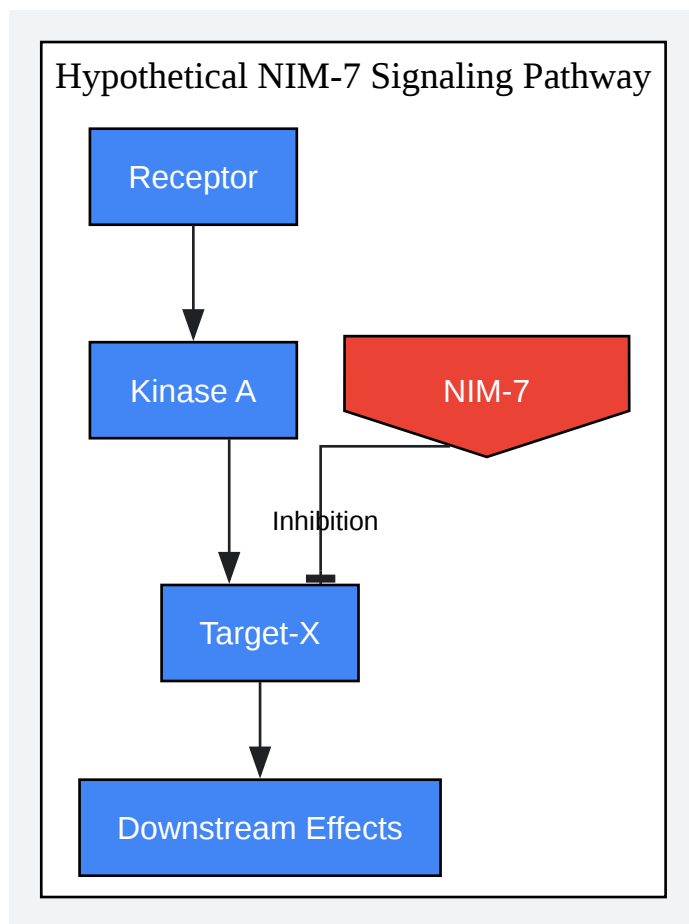 Hypothetical NIM-7 Signaling Pathway
Receptor
Kinase A
NIM-7
Inhibition
Target-X
Downstream Effects